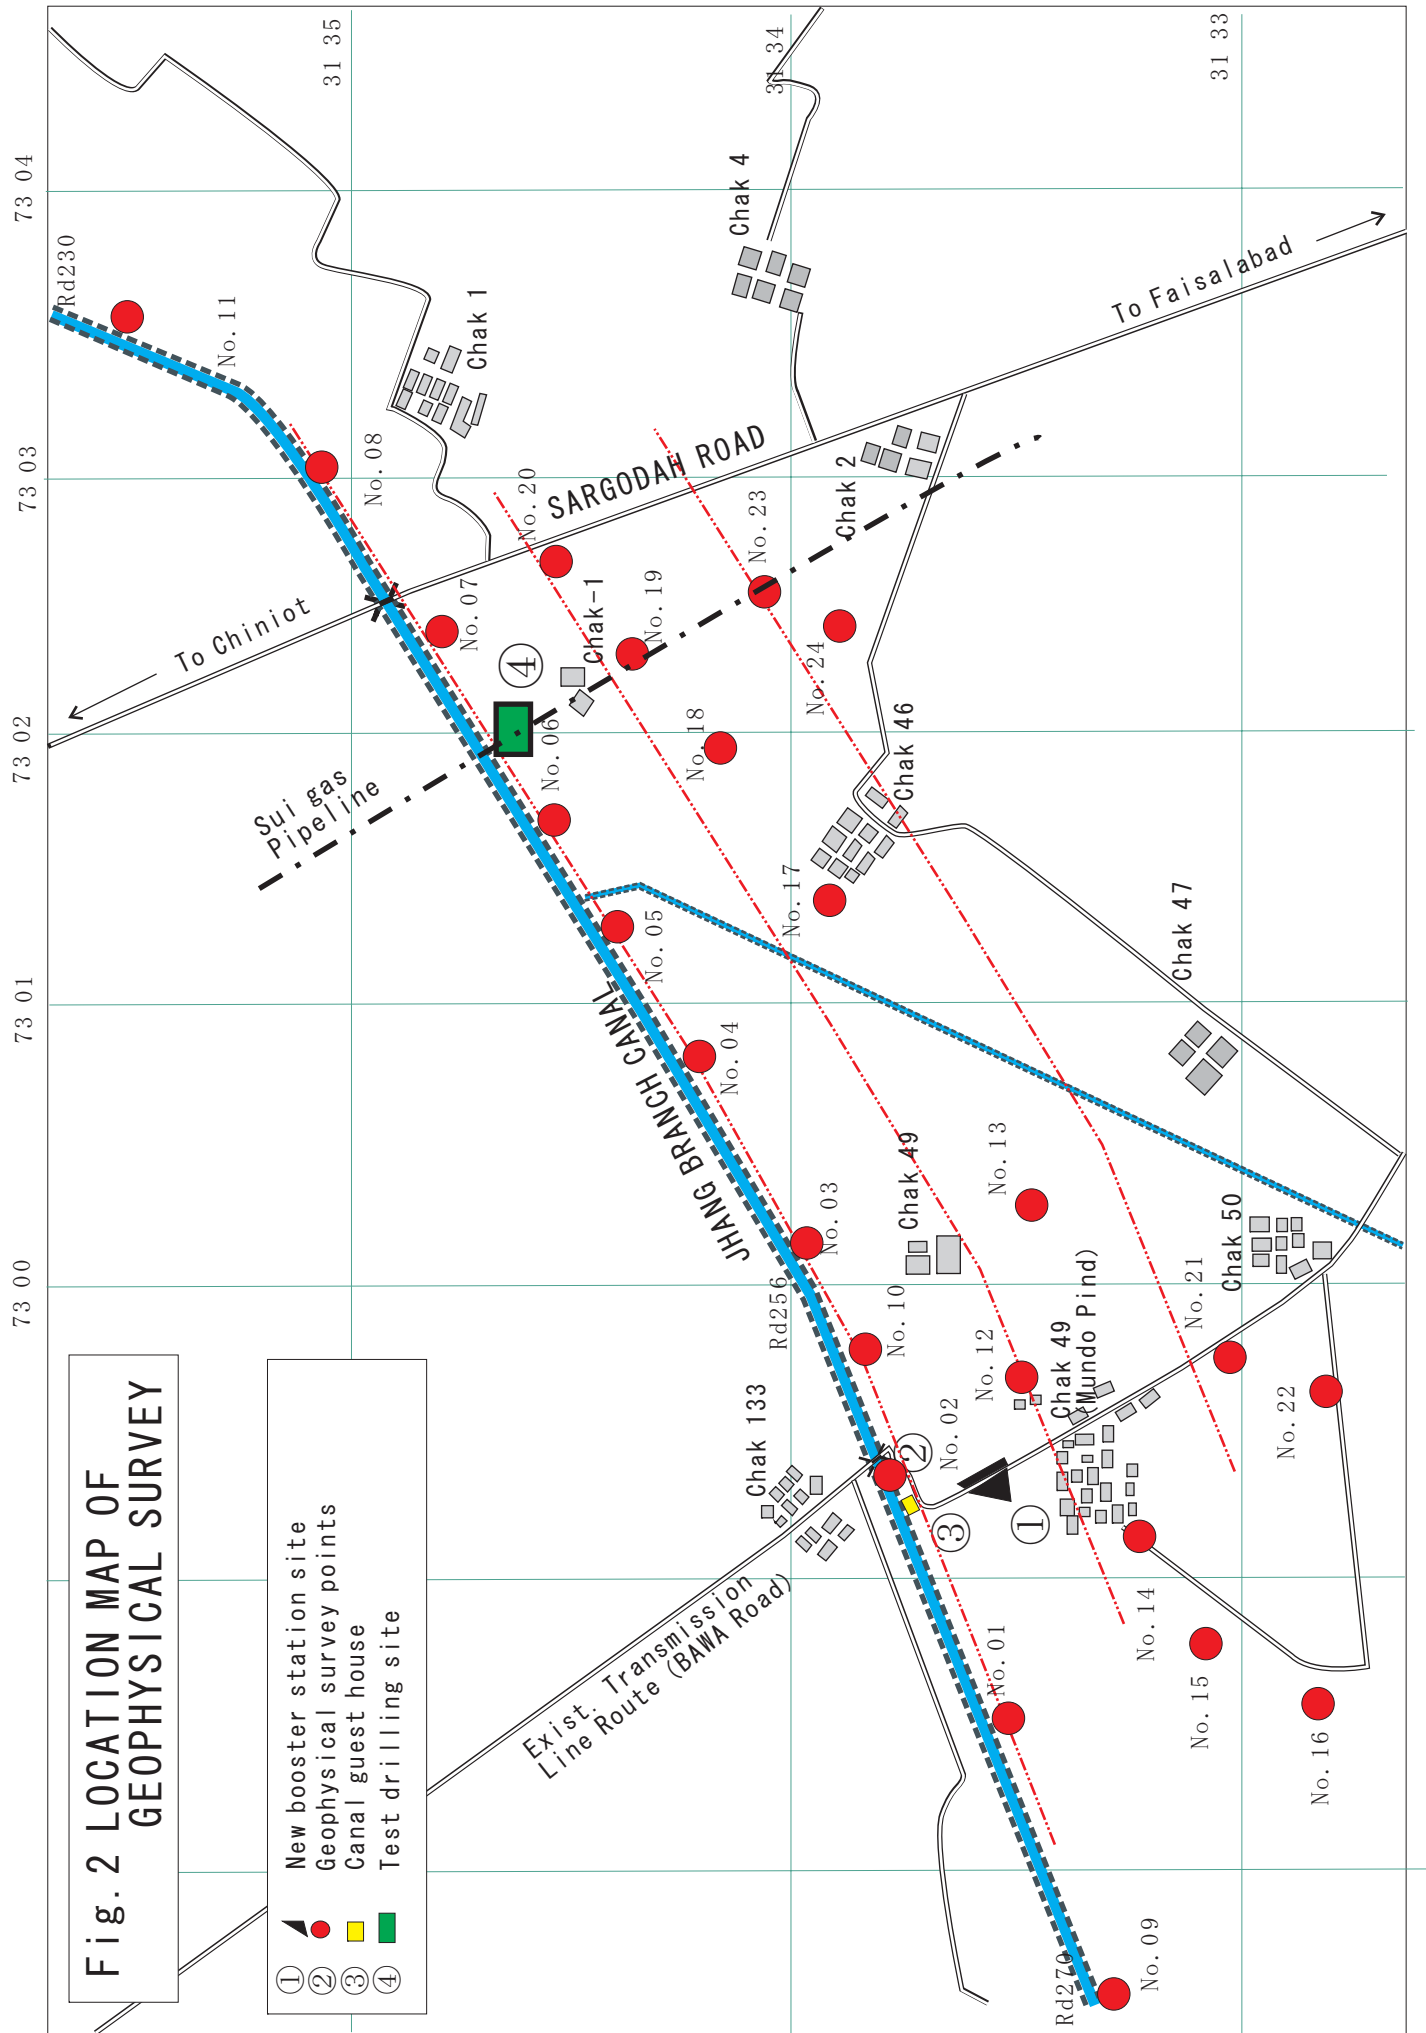 Fig. 2 LOCATION MAP OF
GEOPHYSICAL SURVEY
① New booster station site
② Geophysical survey points
③ Canal guest house
④ Test drilling site
73 00
73 01
73 02
73 03
73 04
31 35
31 34
31 33
Rd230
No. 11
No. 08
Chak 1
Chak 4
To Faisalabad
SARGODAH ROAD
No. 20
No. 23
Chak 2
To Chiniot
No. 07
④
Chak-1
No. 19
No. 24
Sui gas
Pipeline
No. 06
No. 18
Chak 46
No. 17
No. 05
Chak 47
JHANG BRANCH CANAL
No. 04
No. 03
Chak 49
No. 13
Chak 50
Rd256
No. 10
No. 12
Chak 49
(Mundo Pind)
No. 21
Chak 133
②
No. 02
No. 22
③
①
Exist. Transmission
Line Route (BAWA Road)
No. 01
No. 14
No. 15
No. 16
Rd270
No. 09